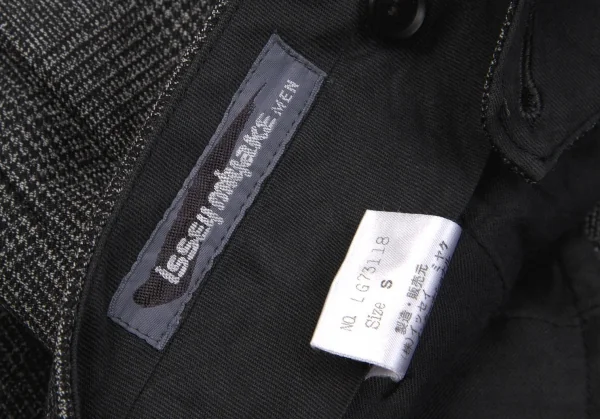 ISSEY MIYAKE MEN
NO. LG73118
Size S
製造・販売元
(株)イッセイ ミヤケ